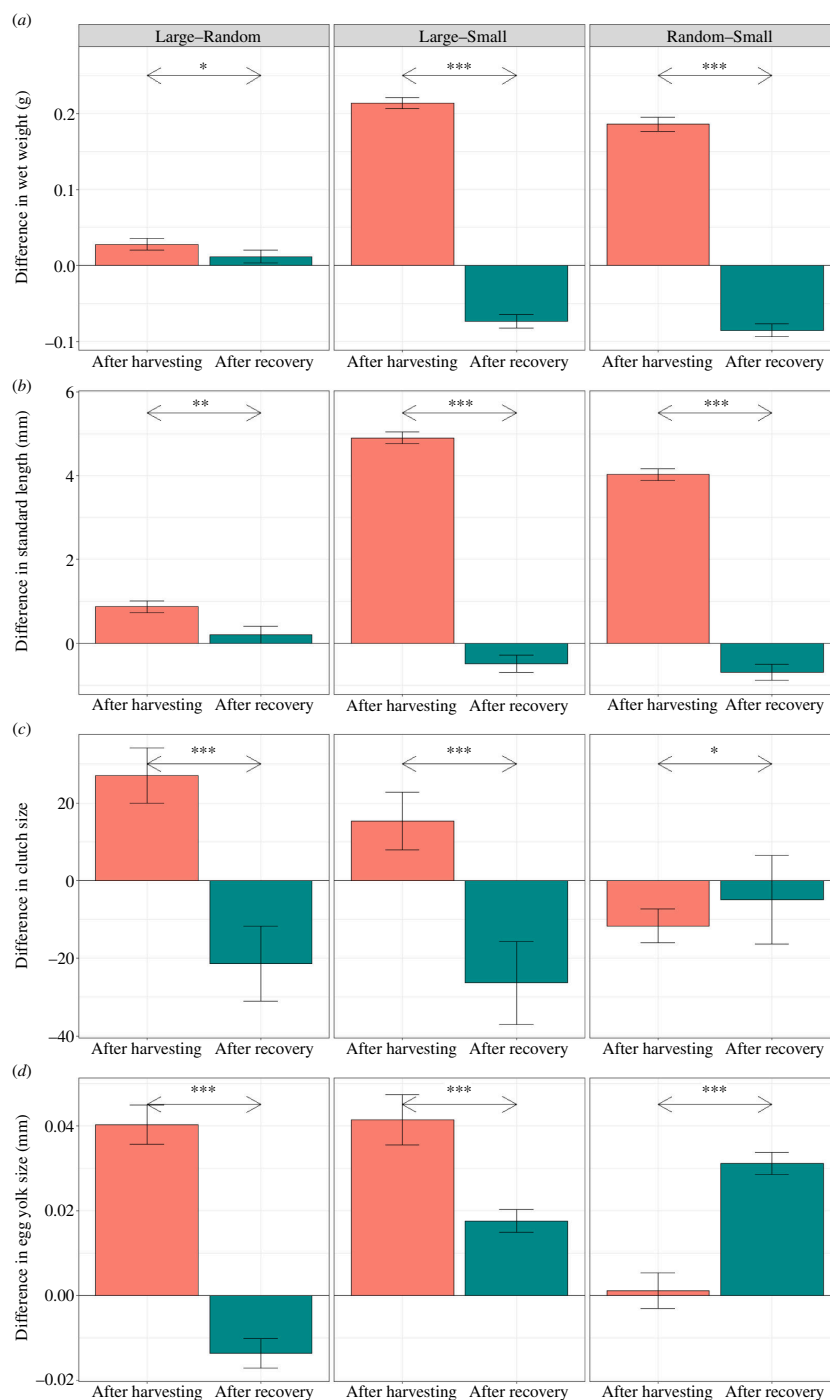 (a)
Large–Random
Large–Small
Random–Small
Difference in wet weight (g)
0.2
0.1
0.0
–0.1
*
***
***
After harvesting After recovery
After harvesting After recovery
After harvesting After recovery
(b)
Difference in standard length (mm)
6
4
2
0
**
***
***
After harvesting After recovery
After harvesting After recovery
After harvesting After recovery
(c)
Difference in clutch size
20
0
–20
–40
***
***
*
After harvesting After recovery
After harvesting After recovery
After harvesting After recovery
(d)
Difference in egg yolk size (mm)
0.04
0.02
0.00
–0.02
***
***
***
After harvesting After recovery
After harvesting After recovery
After harvesting After recovery